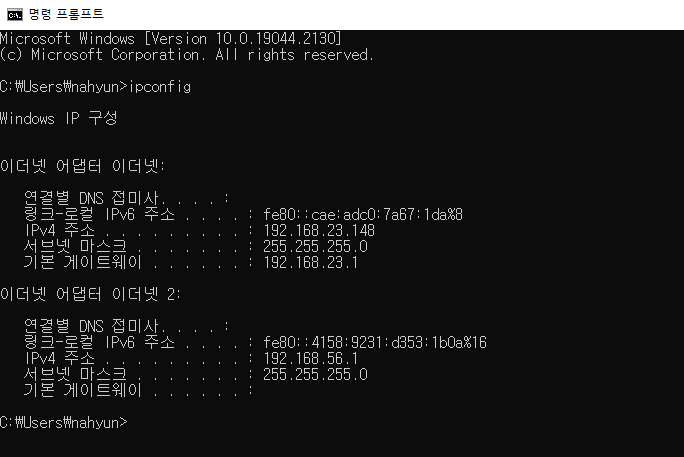 명령 프롬프트
Microsoft Windows [Version 10.0.19044.2130]
(c) Microsoft Corporation. All rights reserved.
C:₩Users₩nahyun>ipconfig
Windows IP 구성
이더넷 어댑터 이더넷:
연결별 DNS 접미사. . . . :
링크-로컬 IPv6 주소 . . . . : fe80::cae:adc0:7a67:1da%8
IPv4 주소 . . . . . . . . . : 192.168.23.148
서브넷 마스크 . . . . . . . : 255.255.255.0
기본 게이트웨이 . . . . . . : 192.168.23.1
이더넷 어댑터 이더넷 2:
연결별 DNS 접미사. . . . :
링크-로컬 IPv6 주소 . . . . : fe80::4158:9231:d353:1b0a%16
IPv4 주소 . . . . . . . . . : 192.168.56.1
서브넷 마스크 . . . . . . . : 255.255.255.0
기본 게이트웨이 . . . . . . :
C:₩Users₩nahyun>